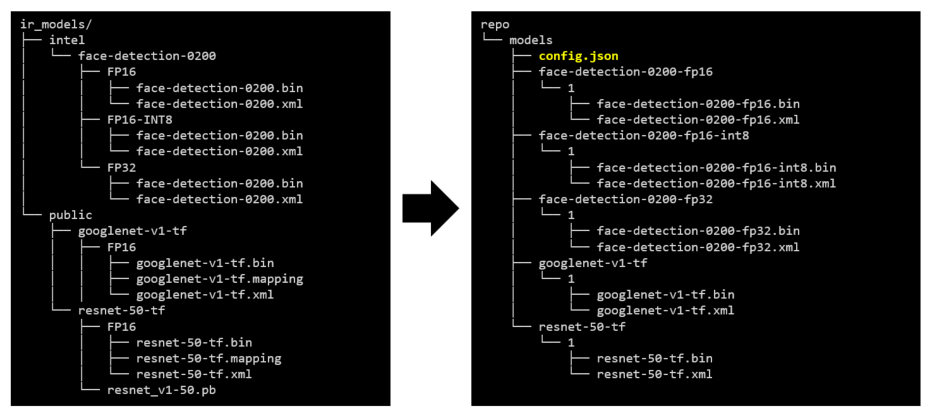 ir_models/
├── intel
│   └── face-detection-0200
│       ├── FP16
│       │   ├── face-detection-0200.bin
│       │   └── face-detection-0200.xml
│       ├── FP16-INT8
│       │   ├── face-detection-0200.bin
│       │   └── face-detection-0200.xml
│       └── FP32
│           ├── face-detection-0200.bin
│           └── face-detection-0200.xml
└── public
    ├── googlenet-v1-tf
    │   ├── FP16
    │   │   ├── googlenet-v1-tf.bin
    │   │   ├── googlenet-v1-tf.mapping
    │   │   └── googlenet-v1-tf.xml
    └── resnet-50-tf
        ├── FP16
        │   ├── resnet-50-tf.bin
        │   ├── resnet-50-tf.mapping
        │   └── resnet-50-tf.xml
        └── resnet_v1-50.pb
repo
└── models
    ├── config.json
    ├── face-detection-0200-fp16
    │   └── 1
    │       ├── face-detection-0200-fp16.bin
    │       └── face-detection-0200-fp16.xml
    ├── face-detection-0200-fp16-int8
    │   └── 1
    │       ├── face-detection-0200-fp16-int8.bin
    │       └── face-detection-0200-fp16-int8.xml
    ├── face-detection-0200-fp32
    │   └── 1
    │       ├── face-detection-0200-fp32.bin
    │       └── face-detection-0200-fp32.xml
    ├── googlenet-v1-tf
    │   └── 1
    │       ├── googlenet-v1-tf.bin
    │       └── googlenet-v1-tf.xml
    └── resnet-50-tf
        └── 1
            ├── resnet-50-tf.bin
            └── resnet-50-tf.xml